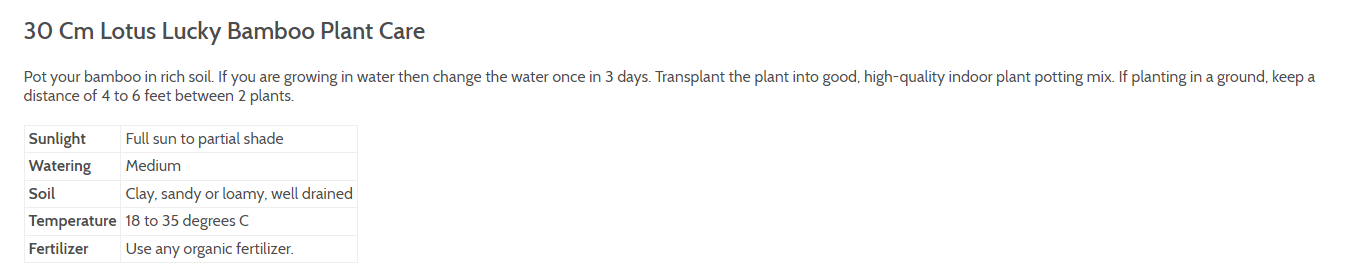 30 Cm Lotus Lucky Bamboo Plant Care
Pot your bamboo in rich soil. If you are growing in water then change the water once in 3 days. Transplant the plant into good, high-quality indoor plant potting mix. If planting in a ground, keep a
distance of 4 to 6 feet between 2 plants.
Sunlight Full sun to partial shade
Watering Medium
Soil Clay, sandy or loamy, well drained
Temperature 18 to 35 degrees C
Fertilizer Use any organic fertilizer.